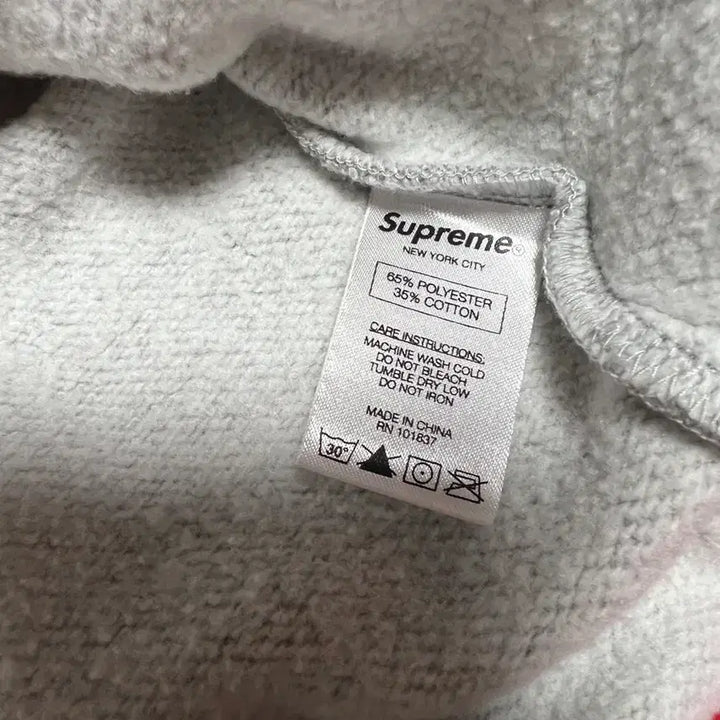 Supreme®
NEW YORK CITY
65% POLYESTER
35% COTTON
CARE INSTRUCTIONS:
MACHINE WASH COLD
DO NOT BLEACH
TUMBLE DRY LOW
DO NOT IRON
MADE IN CHINA
RN 101837
30°